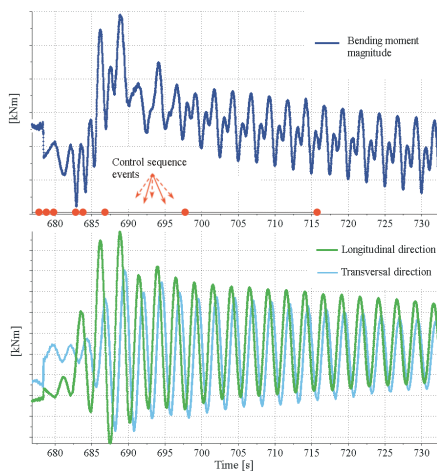 Bending moment
magnitude
[kNm]
Control sequence
events
680 685 690 695 700 705 710 715 720 725 730
Longitudinal direction
Transversal direction
[kNm]
680 685 690 695 700 705 710 715 720 725 730
Time [s]